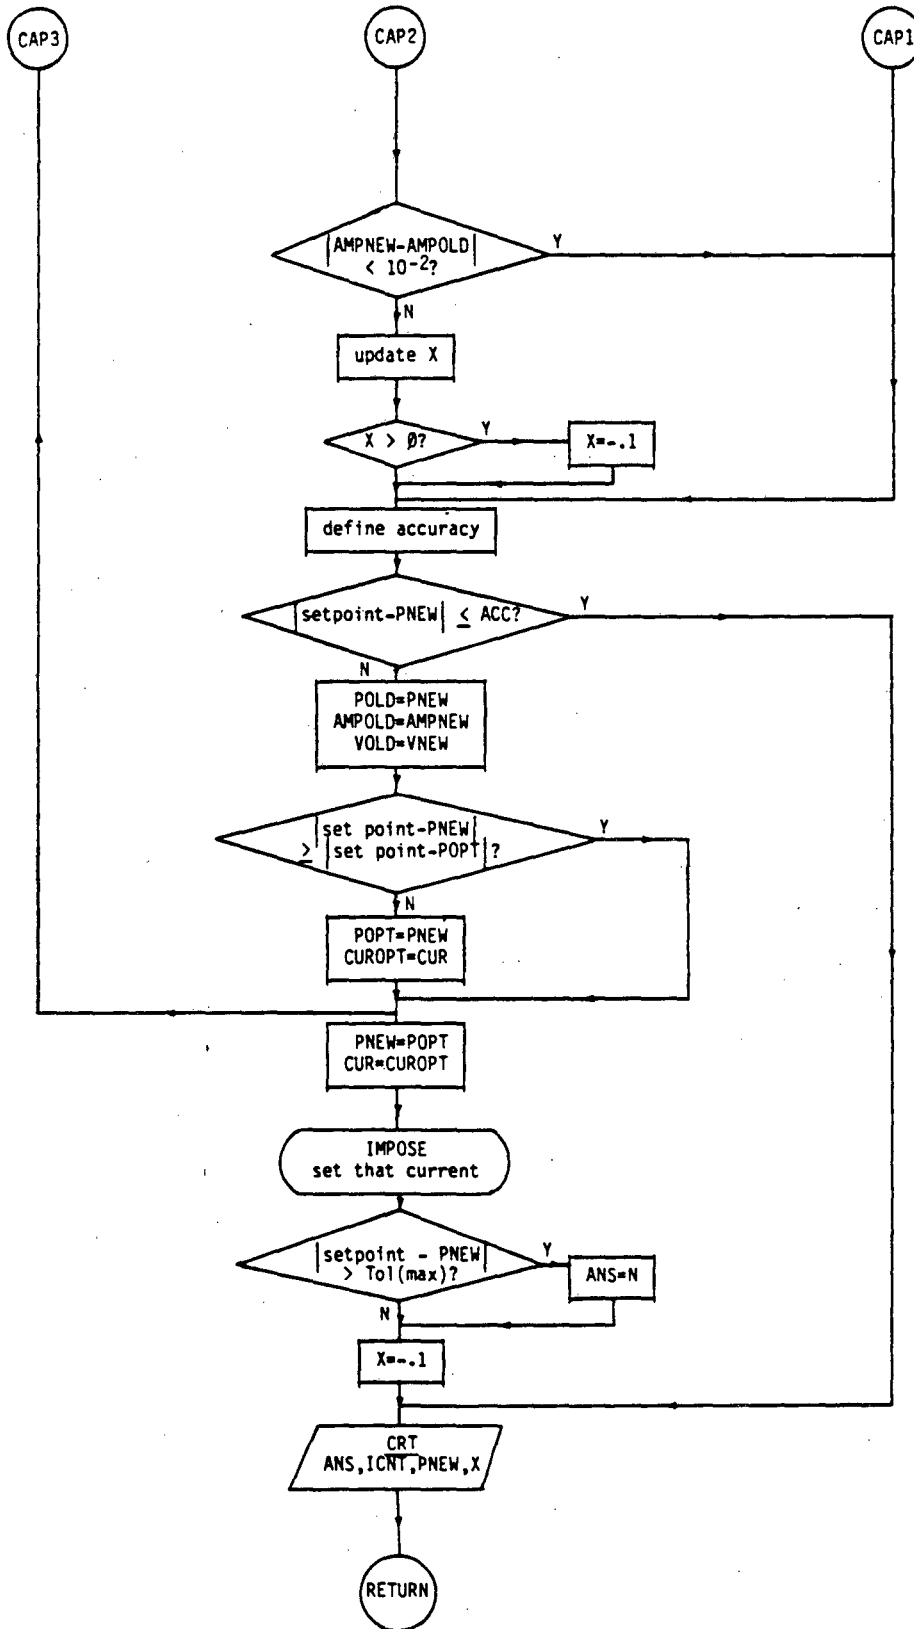 CAP3
CAP2
CAP1
|AMPNEW-AMPOLD|
< 10-2?
Y
N
update X
X > Ø?
Y
X=-.1
define accuracy
|setpoint-PNEW| ≤ ACC?
Y
N
POLD=PNEW
AMPOLD=AMPNEW
VOLD=VNEW
|set point-PNEW|
≥ |set point-POPT|?
Y
N
POPT=PNEW
CUROPT=CUR
PNEW=POPT
CUR=CUROPT
IMPOSE
set that current
|setpoint - PNEW|
> Tol(max)?
Y
ANS=N
N
X=-.1
CRT
ANS,ICNT,PNEW,X
RETURN